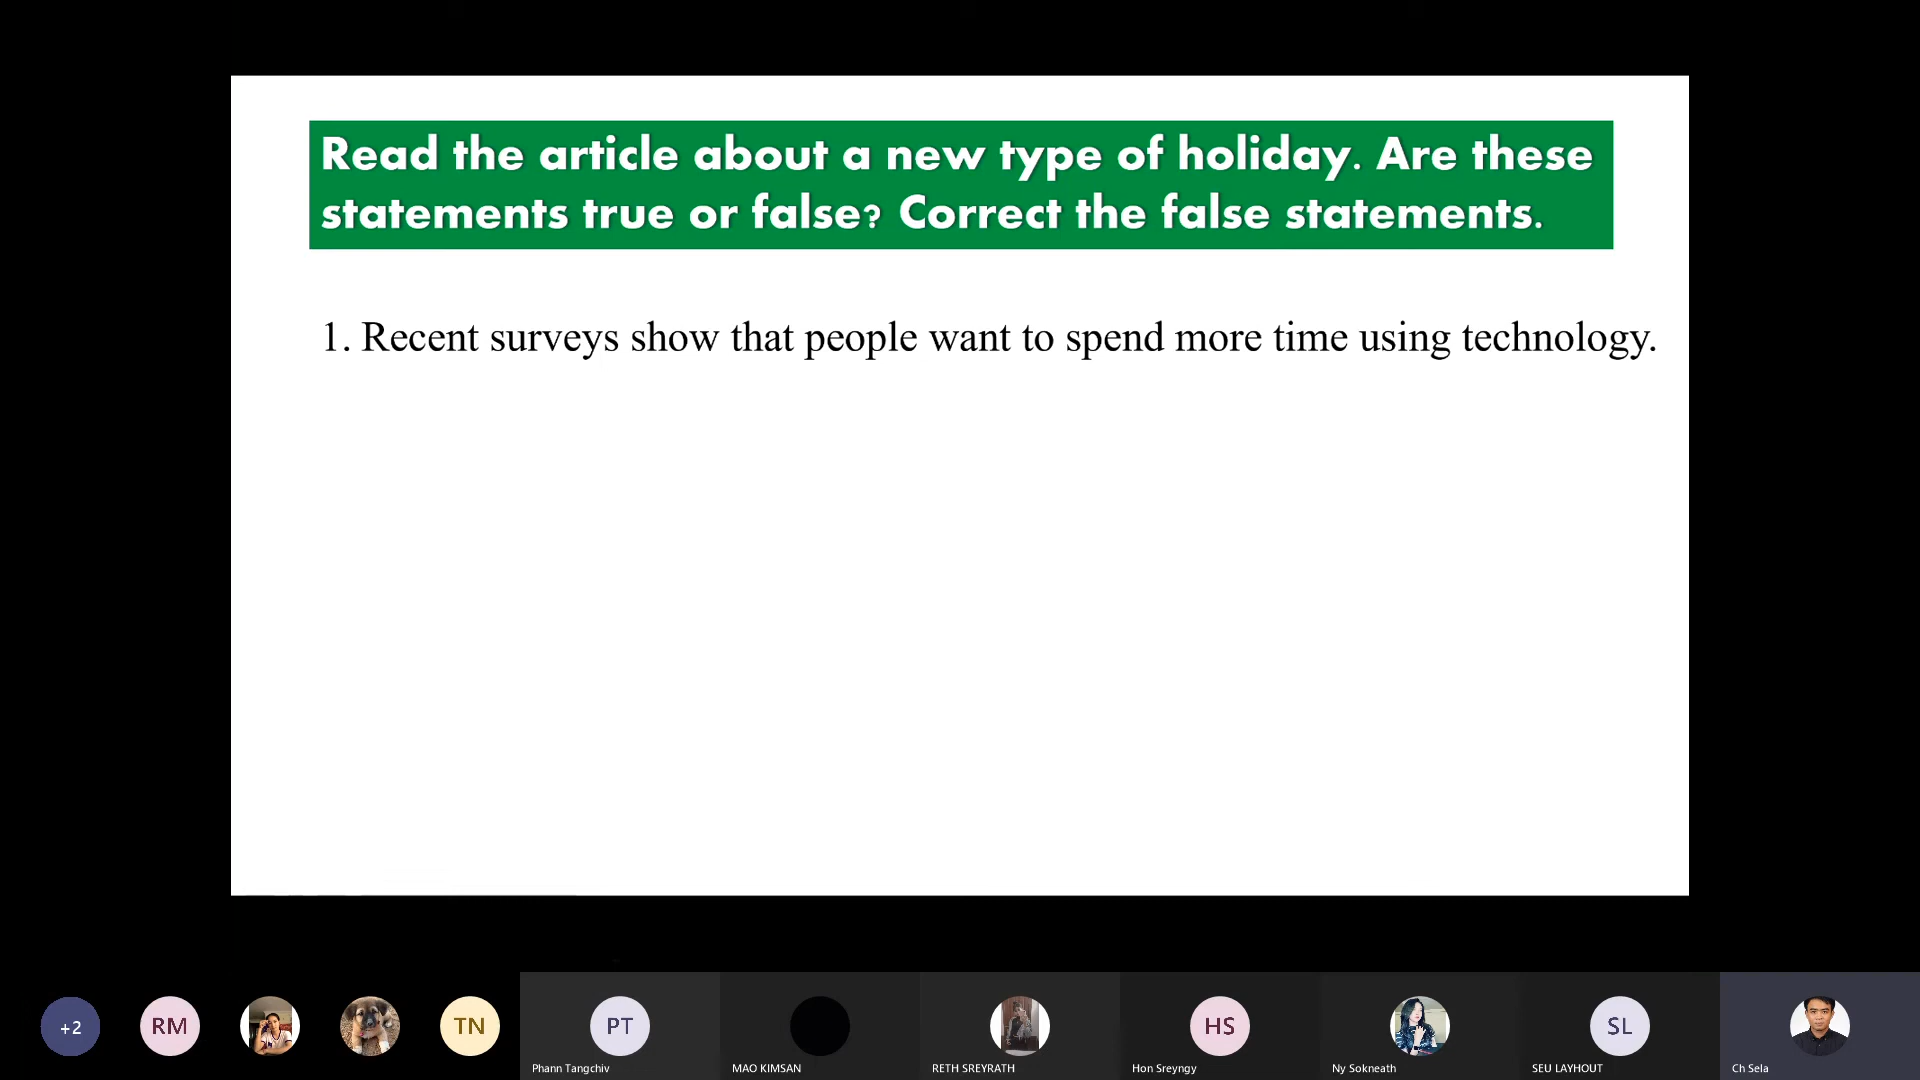 Read the article about a new type of holiday. Are these
statements true or false? Correct the false statements.
1. Recent surveys show that people want to spend more time using technology.
+2
RM
TN
PT
HS
SL
Phann Tangchiv
MAO KIMSAN
RETH SREYRATH
Hon Sreyngy
Ny Sokneath
SEU LAYHOUT
Ch Sela